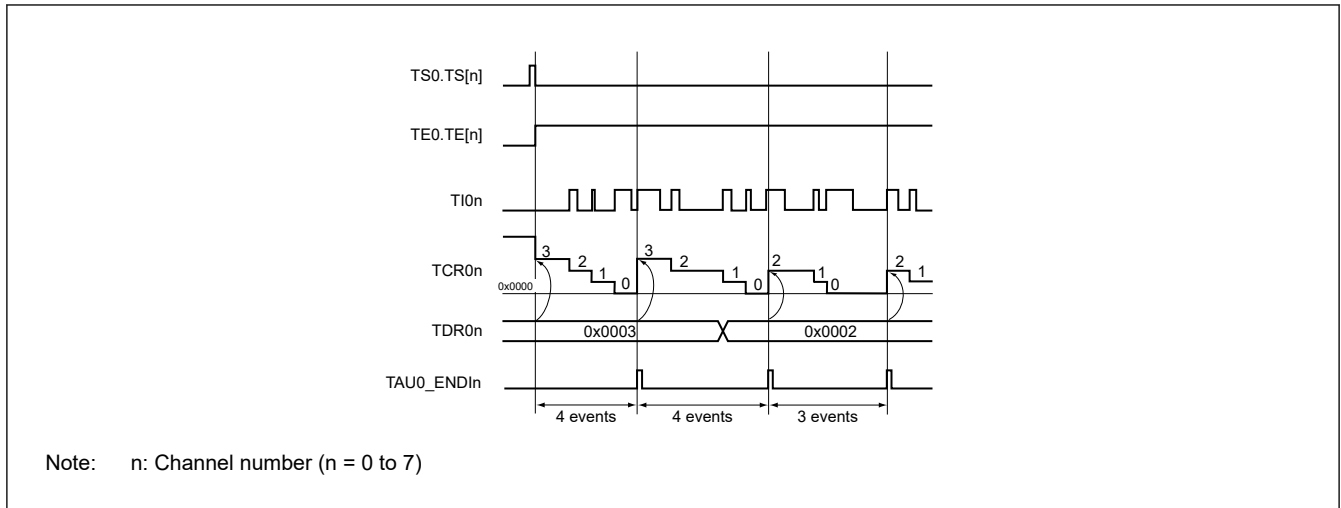 TS0.TS[n]
TE0.TE[n]
TI0n
TCR0n
0x0000
3
2
1
0
3
2
1
0
2
1
0
2
1
TDR0n
0x0003
0x0002
TAU0_ENDIn
4 events
4 events
3 events
Note: n: Channel number (n = 0 to 7)